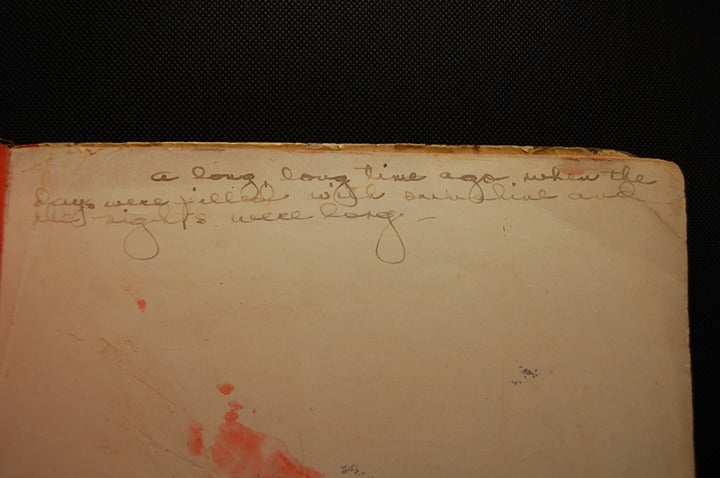 a long, long time ago when the
days were filled with sunshine and
the nights were long -